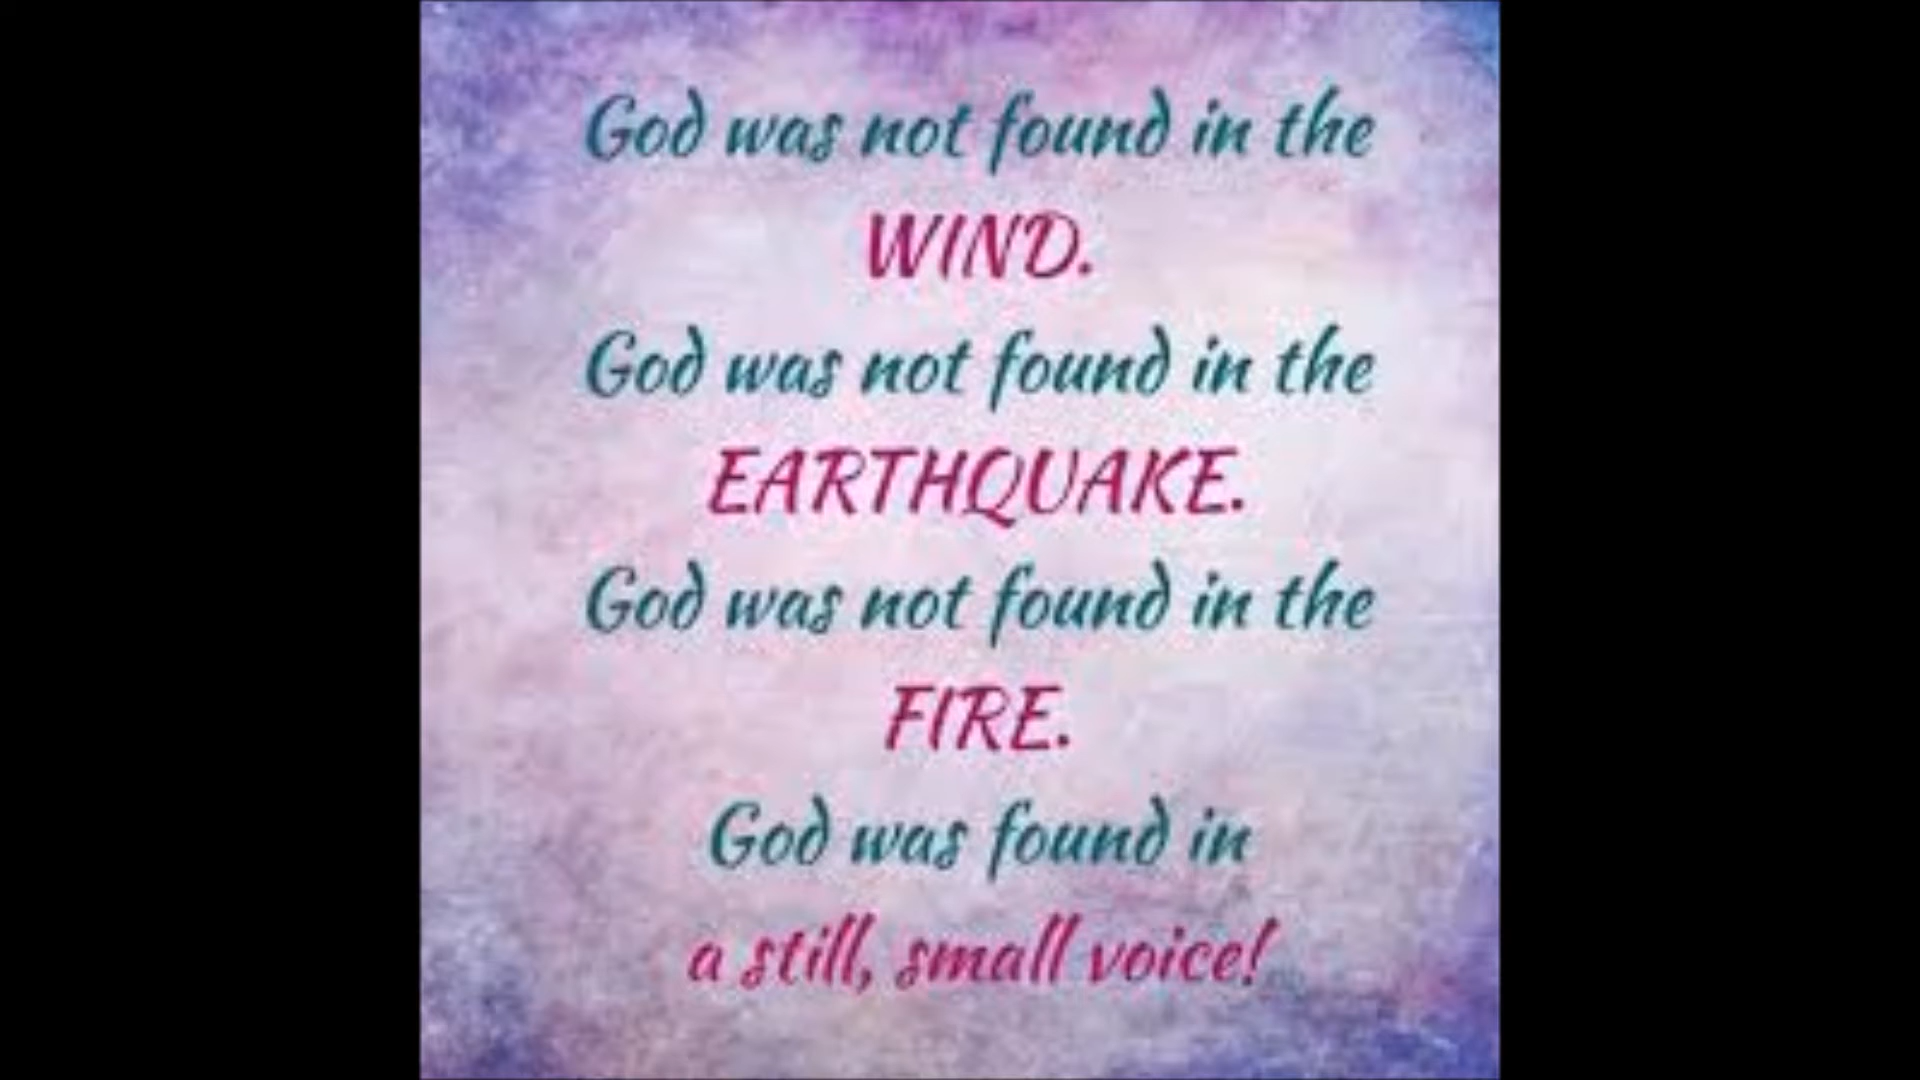 God was not found in the
WIND.
God was not found in the
EARTHQUAKE.
God was not found in the
FIRE.
God was found in
a still, small voice!